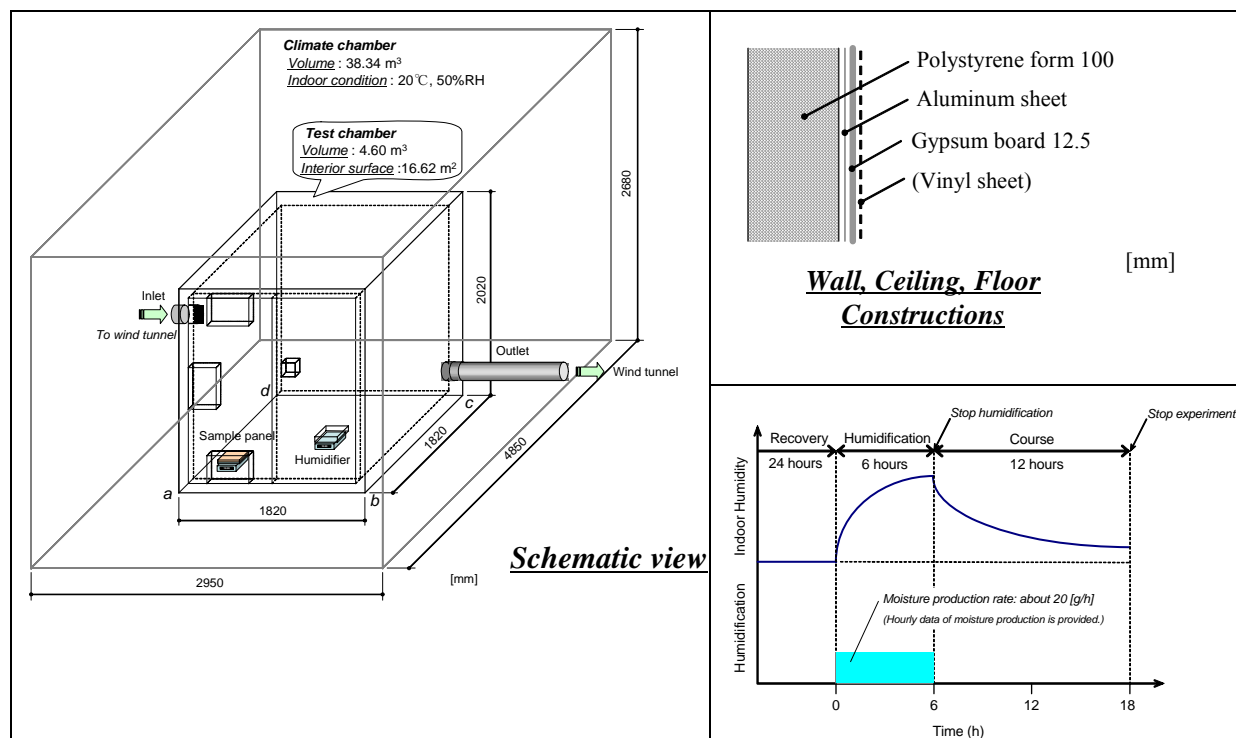 Climate chamber
Volume : 38.34 m³
Indoor condition : 20℃, 50%RH
Test chamber
Volume : 4.60 m³
Interior surface :16.62 m²
2680
2020
Inlet
To wind tunnel
Outlet
Wind tunnel
d
c
Sample panel
Humidifier
1820
4850
a
b
1820
Schematic view
[mm]
2950
Polystyrene form 100
Aluminum sheet
Gypsum board 12.5
(Vinyl sheet)
[mm]
Wall, Ceiling, Floor
Constructions
Stop humidification
Stop experiment
Recovery
Humidification
Course
24 hours
6 hours
12 hours
Indoor Humidity
Moisture production rate: about 20 [g/h]
(Hourly data of moisture production is provided.)
Humidification
0
6
12
18
Time (h)